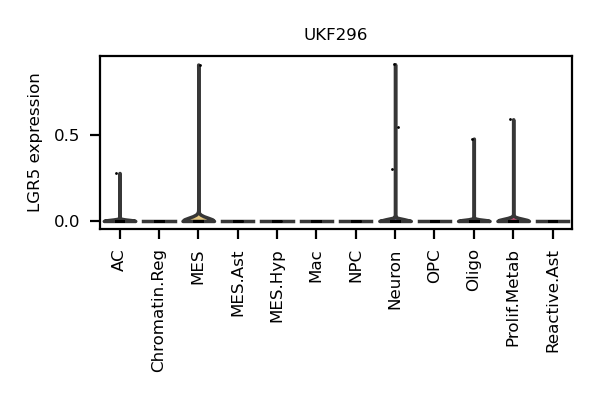 UKF296
LGR5 expression
0.5
0.0
AC
Chromatin.Reg
MES
MES.Ast
MES.Hyp
Mac
NPC
Neuron
OPC
Oligo
Prolif.Metab
Reactive.Ast